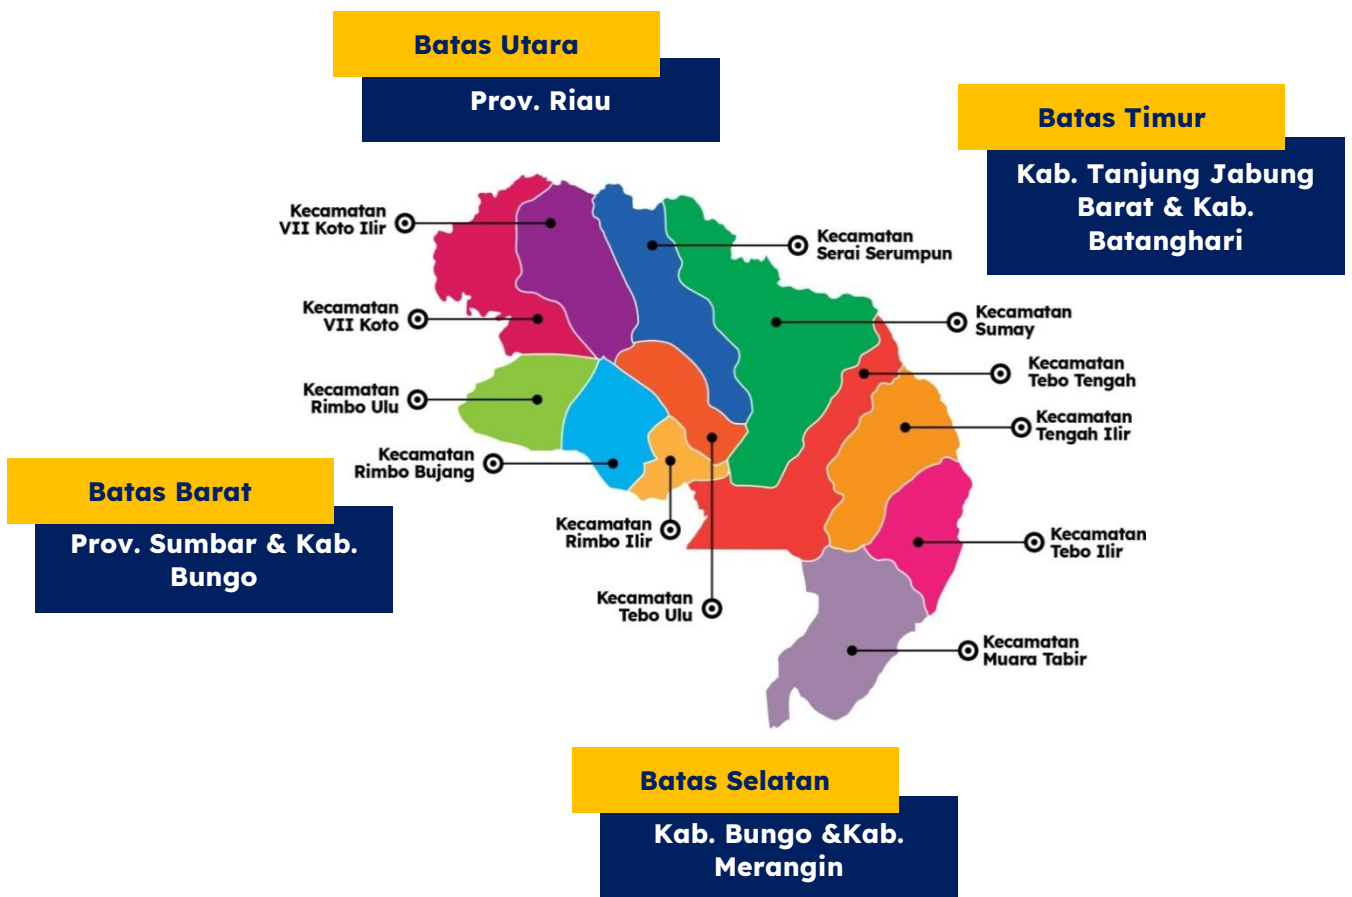 Batas Utara
Prov. Riau
Batas Timur
Kab. Tanjung Jabung
Barat & Kab.
Batanghari
Kecamatan
VII Koto Ilir
Kecamatan
Serai Serumpun
Kecamatan
VII Koto
Kecamatan
Sumay
Kecamatan
Tebo Tengah
Kecamatan
Rimbo Ulu
Kecamatan
Tengah Ilir
Kecamatan
Rimbo Bujang
Batas Barat
Prov. Sumbar & Kab.
Bungo
Kecamatan
Rimbo Ilir
Kecamatan
Tebo Ilir
Kecamatan
Tebo Ulu
Kecamatan
Muara Tabir
Batas Selatan
Kab. Bungo &Kab.
Merangin